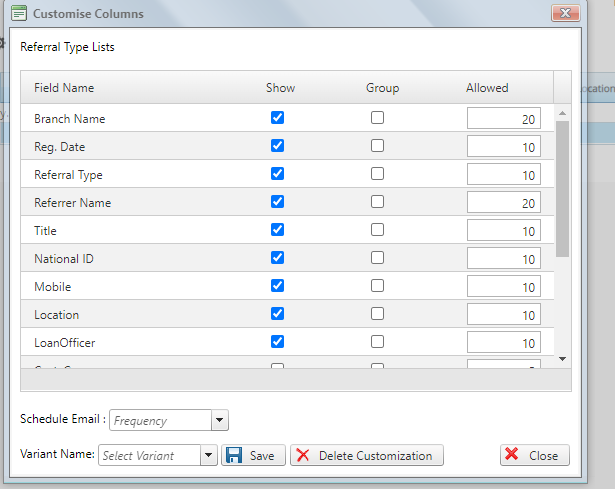 Customise Columns
Referral Type Lists
Field Name Show Group Allowed
Branch Name 20
Reg. Date 10
Referral Type 10
Referrer Name 20
Title 10
National ID 10
Mobile 10
Location 10
LoanOfficer 10
Schedule Email : Frequency
Variant Name: Select Variant Save Delete Customization Close
ocation